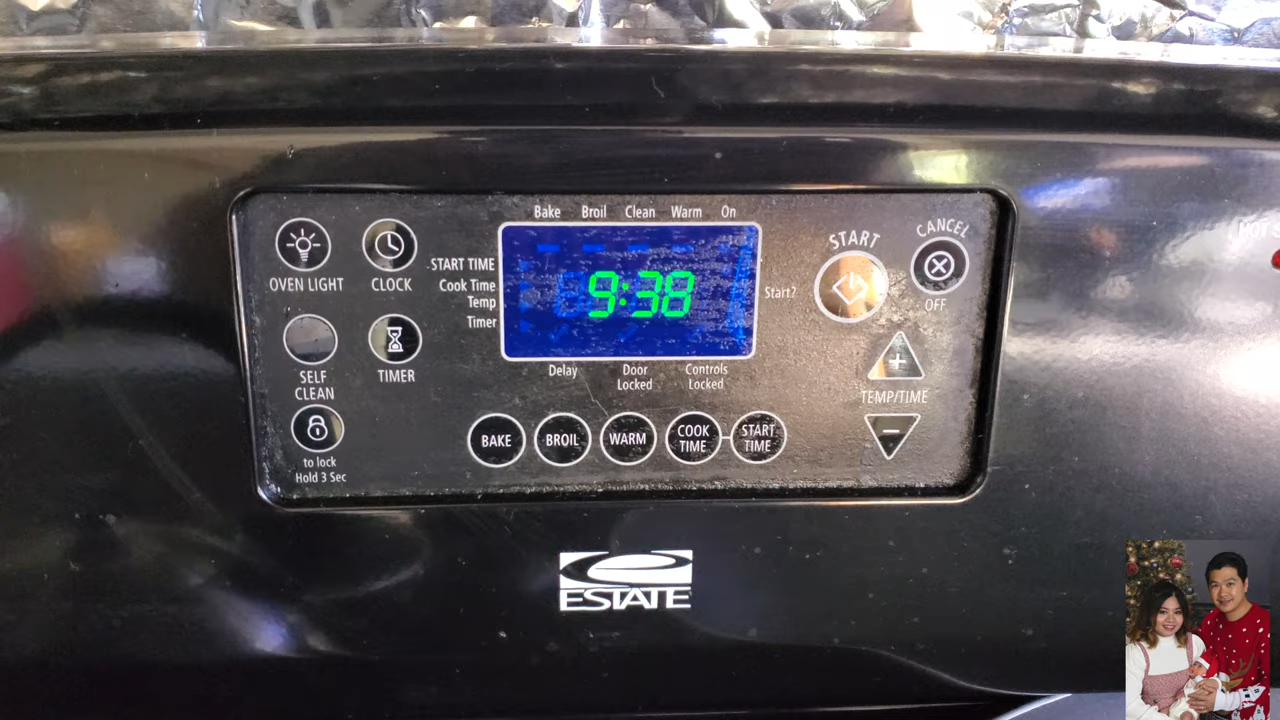 Bake Broil Clean Warm On
START TIME
Cook Time
Temp
Timer
9:38
Start?
Delay
Door
Locked
Controls
Locked
OVEN LIGHT
CLOCK
SELF
CLEAN
TIMER
to lock
Hold 3 Sec
BAKE
BROIL
WARM
COOK
TIME
START
TIME
START
CANCEL
OFF
+
TEMP/TIME
−
HOT
ESTATE